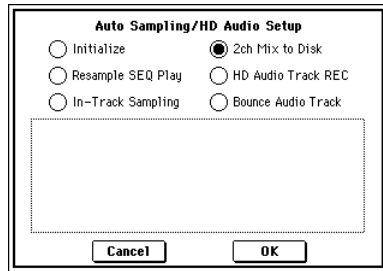 Auto Sampling/HD Audio Setup
Initialize
2ch Mix to Disk
Resample SEQ Play
HD Audio Track REC
In-Track Sampling
Bounce Audio Track
Cancel
OK